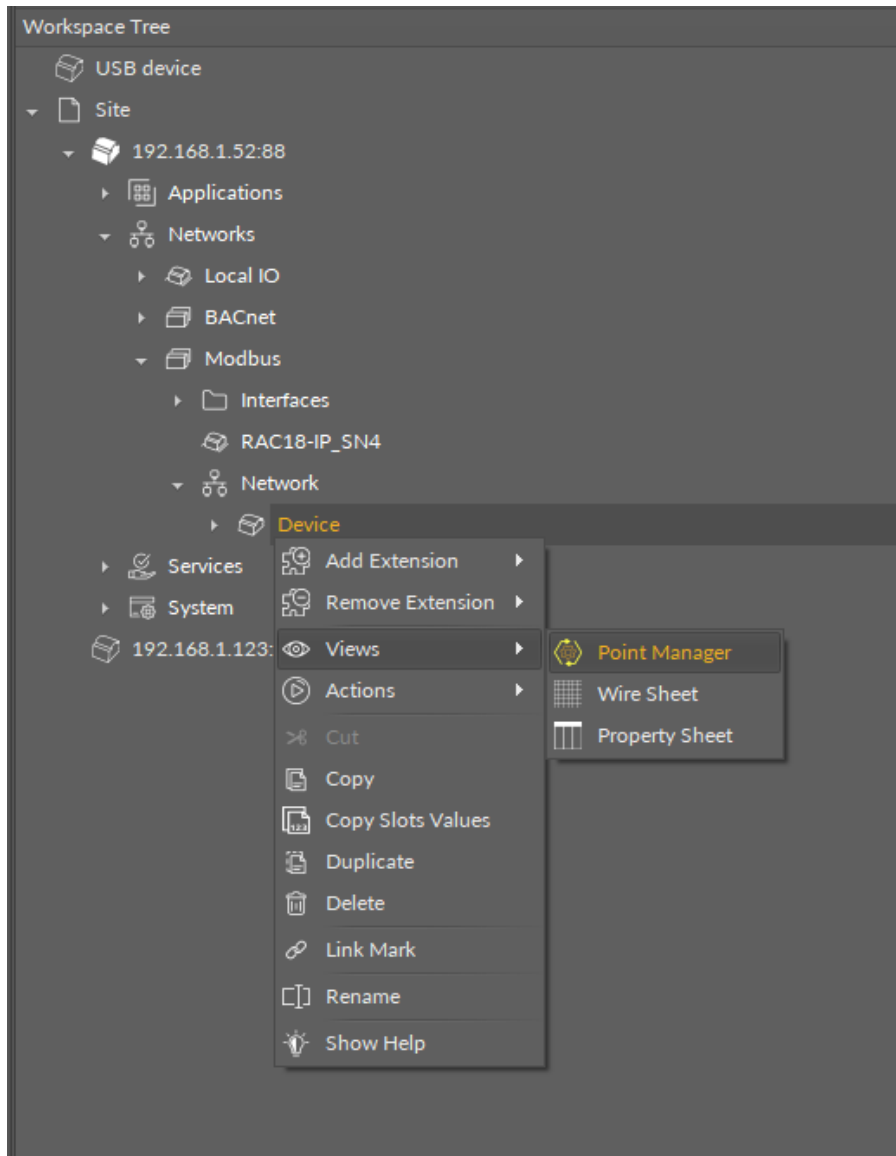 Workspace Tree
USB device
Site
192.168.1.52:88
Applications
Networks
Local IO
BACnet
Modbus
Interfaces
RAC18-IP_SN4
Network
Device
Services
System
192.168.1.123:
Add Extension
Remove Extension
Views
Actions
Cut
Copy
Copy Slots Values
Duplicate
Delete
Link Mark
Rename
Show Help
Point Manager
Wire Sheet
Property Sheet